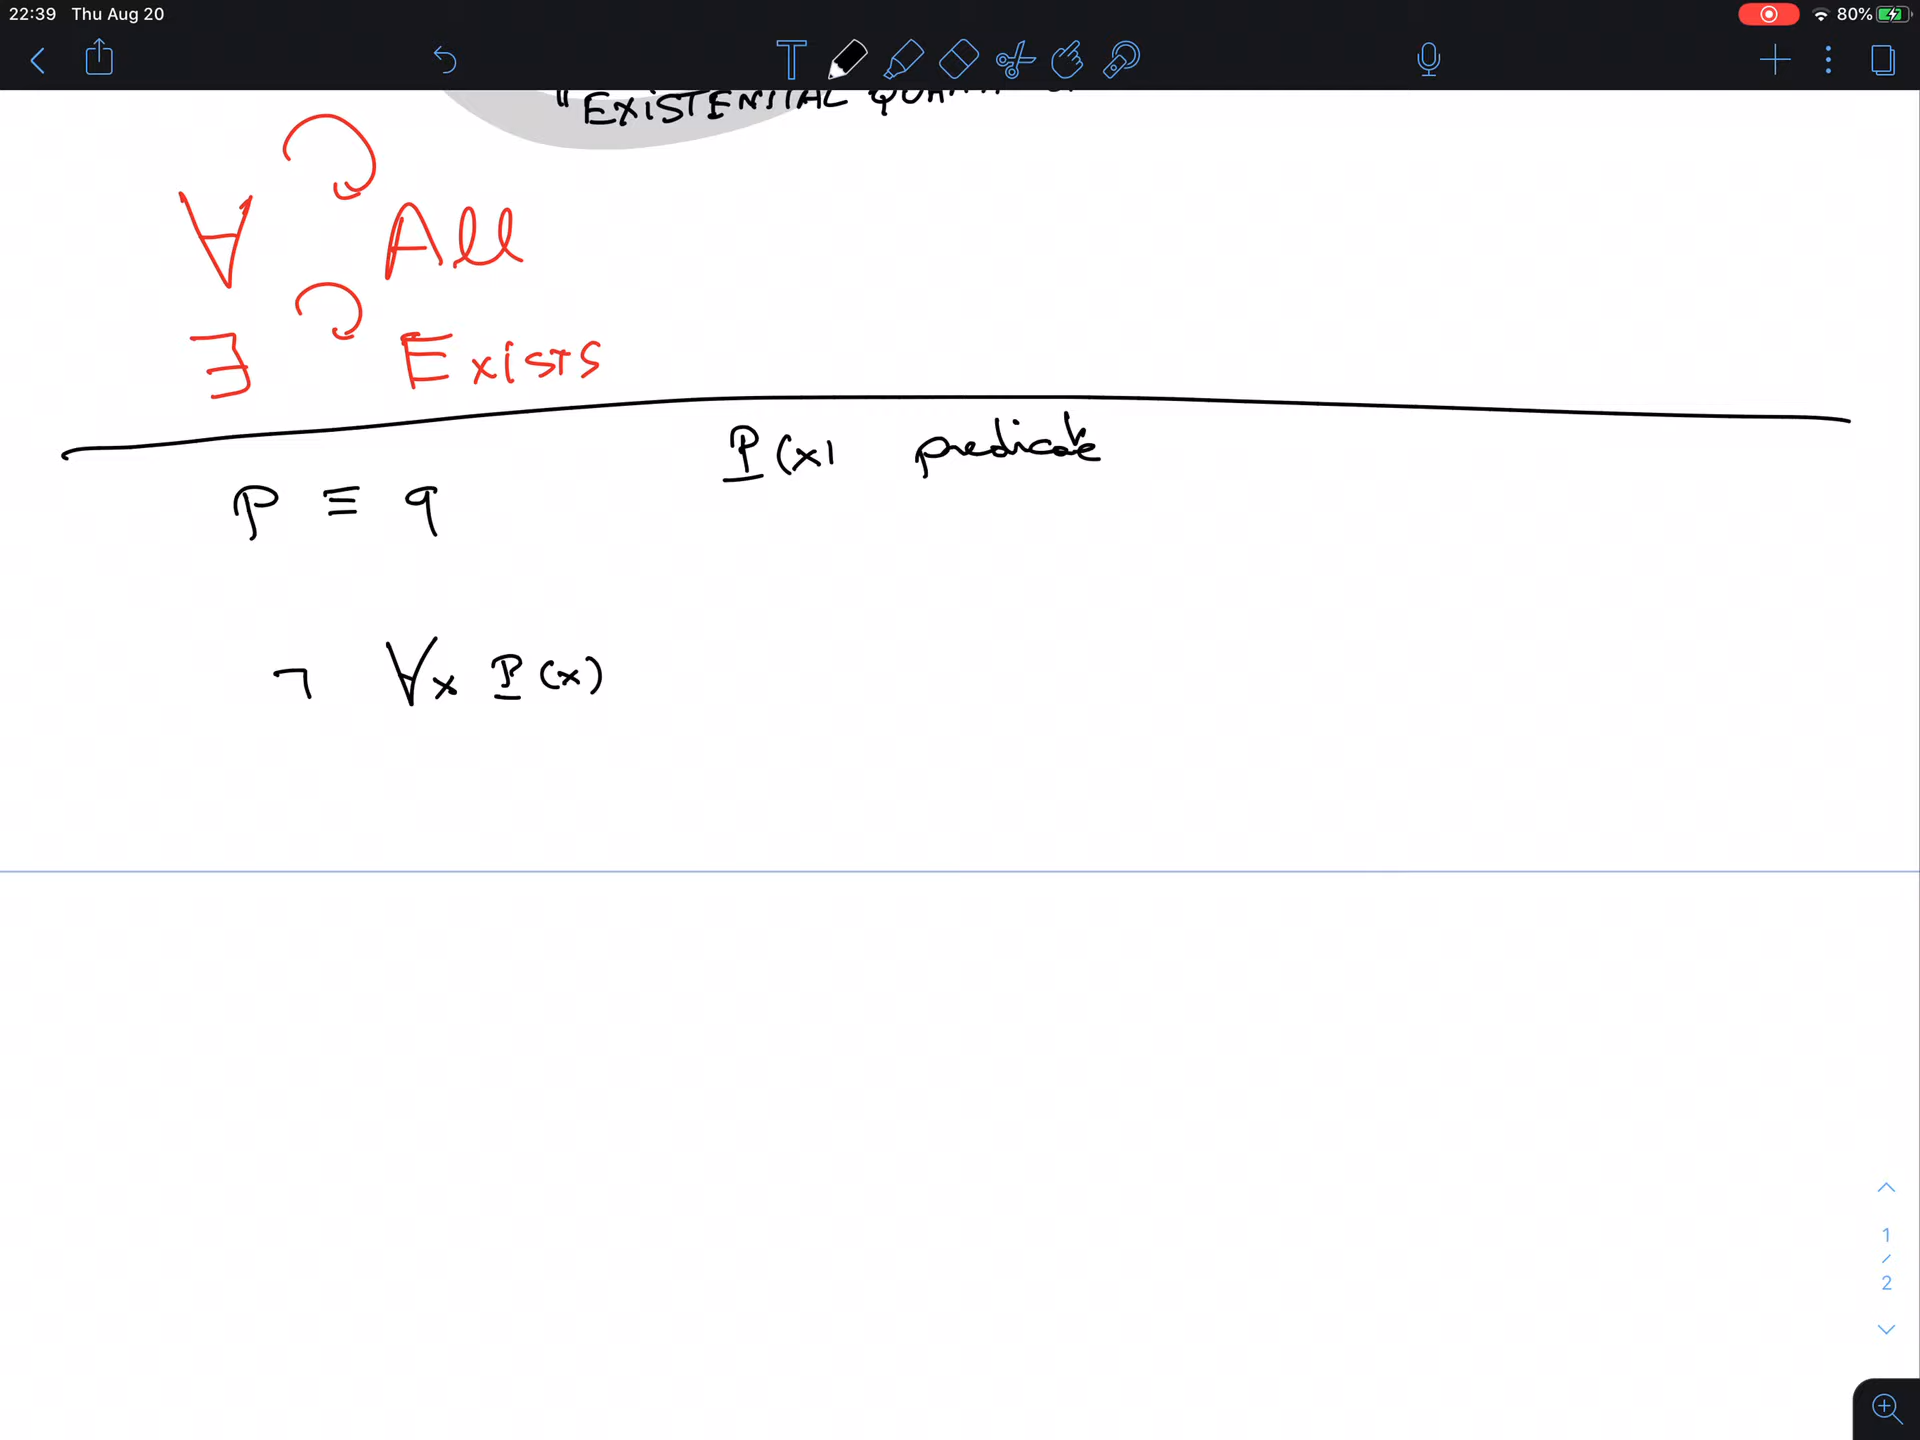 22:39 Thu Aug 20 80%
T
"EXISTENTIAL
∀ All
∃ Exists
P(x) predicate
p ≡ q
¬ ∀x P(x)
1
/
2